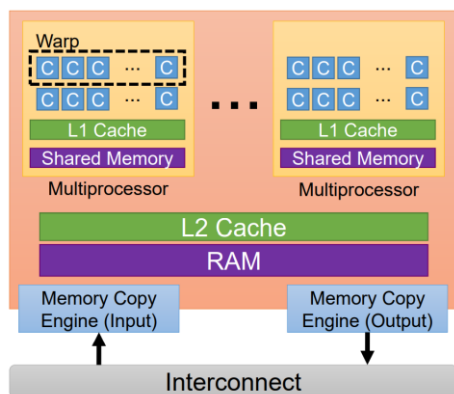 Warp
C C C ... C
C C C ... C
L1 Cache
Shared Memory
Multiprocessor
...
C C C ... C
C C C ... C
L1 Cache
Shared Memory
Multiprocessor
L2 Cache
RAM
Memory Copy
Engine (Input)
Memory Copy
Engine (Output)
Interconnect